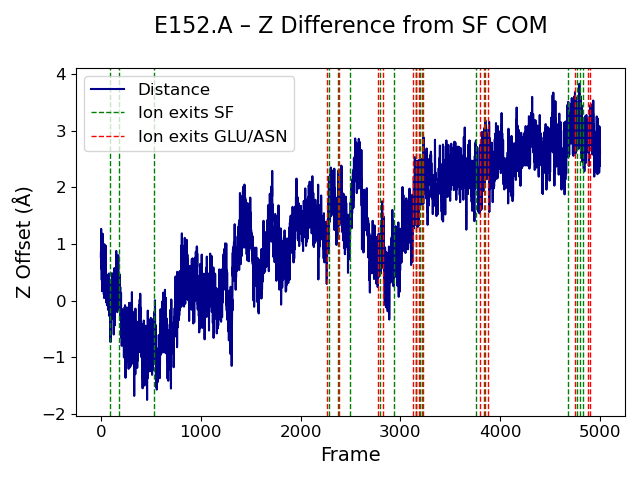 E152.A – Z Difference from SF COM
Z Offset (Å)
4
3
2
1
0
−1
−2
Distance
Ion exits SF
Ion exits GLU/ASN
0
1000
2000
3000
4000
5000
Frame